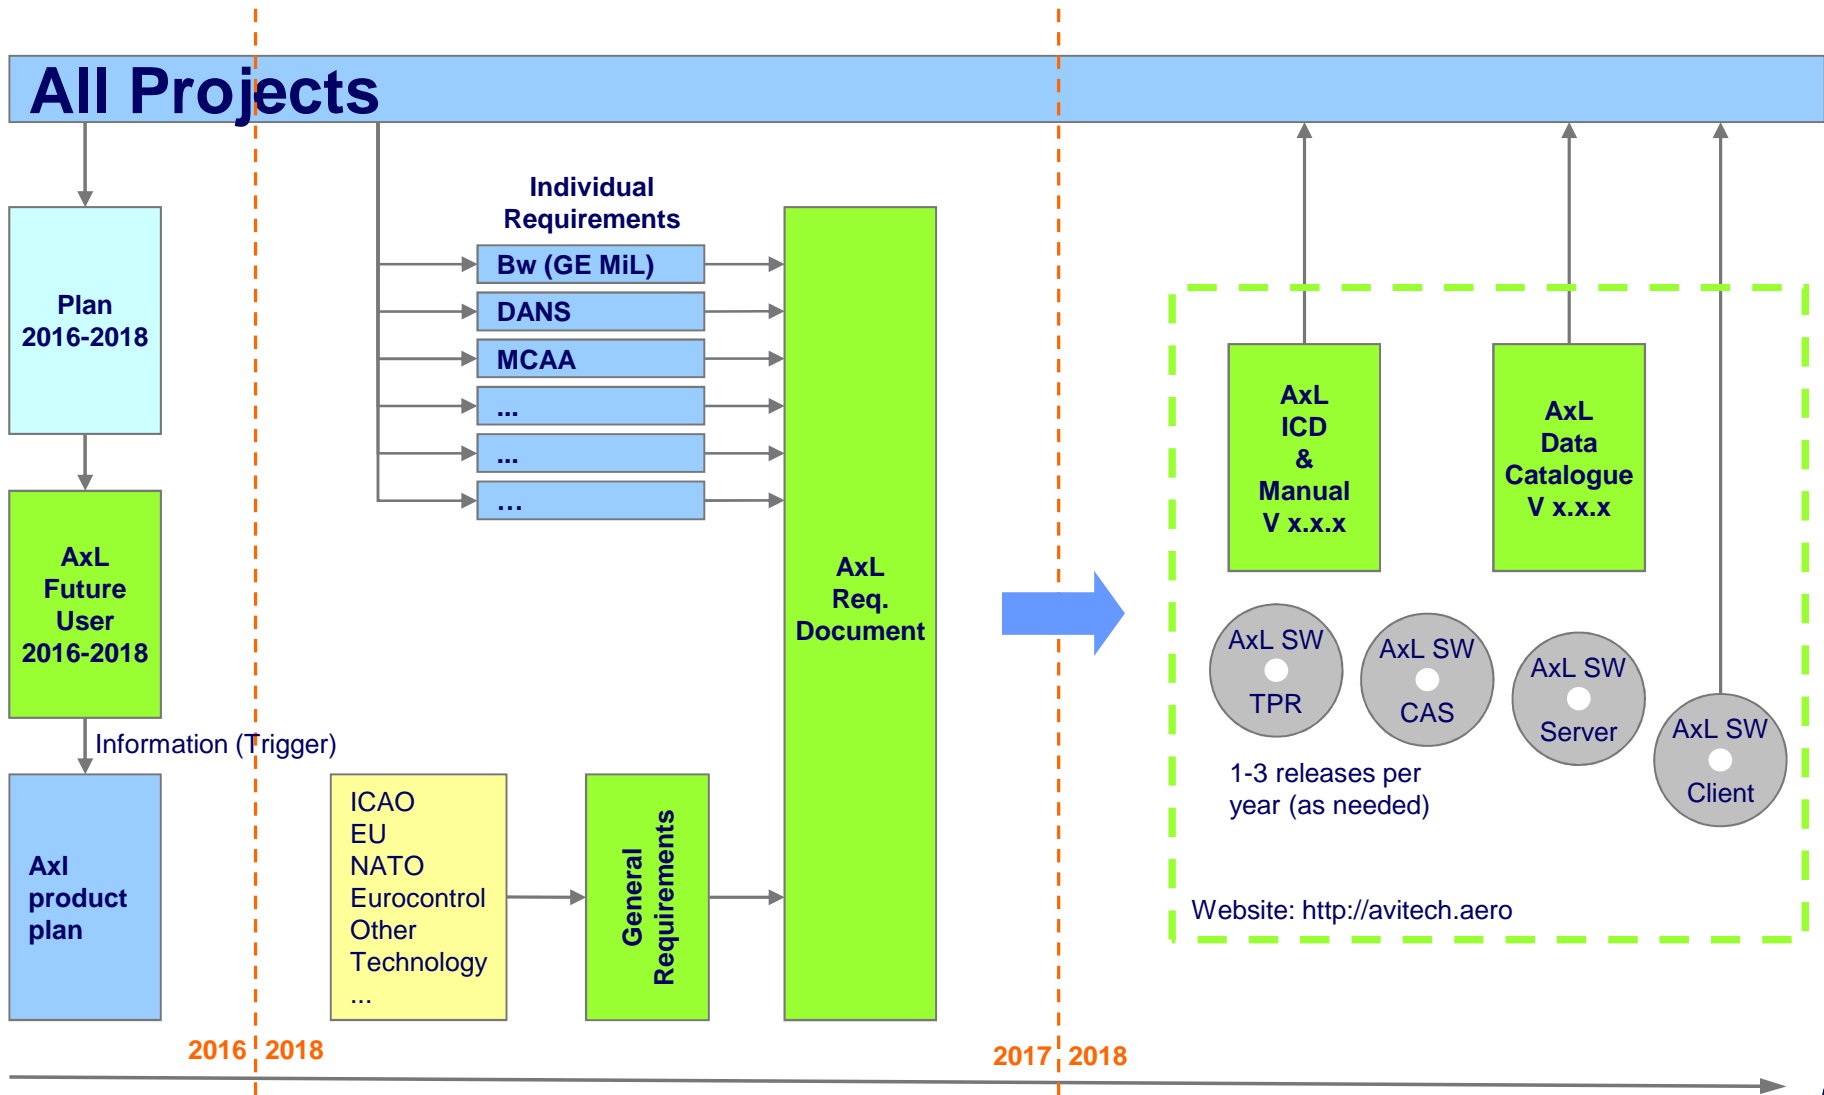 All Projects
Plan
2016-2018
AxL
Future
User
2016-2018
Information (Trigger)
Axl
product
plan
Individual
Requirements
Bw (GE MiL)
DANS
MCAA
...
...
...
ICAO
EU
NATO
Eurocontrol
Other
Technology
...
General
Requirements
AxL
Req.
Document
AxL
ICD
&
Manual
V x.x.x
AxL
Data
Catalogue
V x.x.x
AxL SW
TPR
AxL SW
CAS
AxL SW
Server
AxL SW
Client
1-3 releases per
year (as needed)
Website: http://avitech.aero
2016 2018
2017 2018